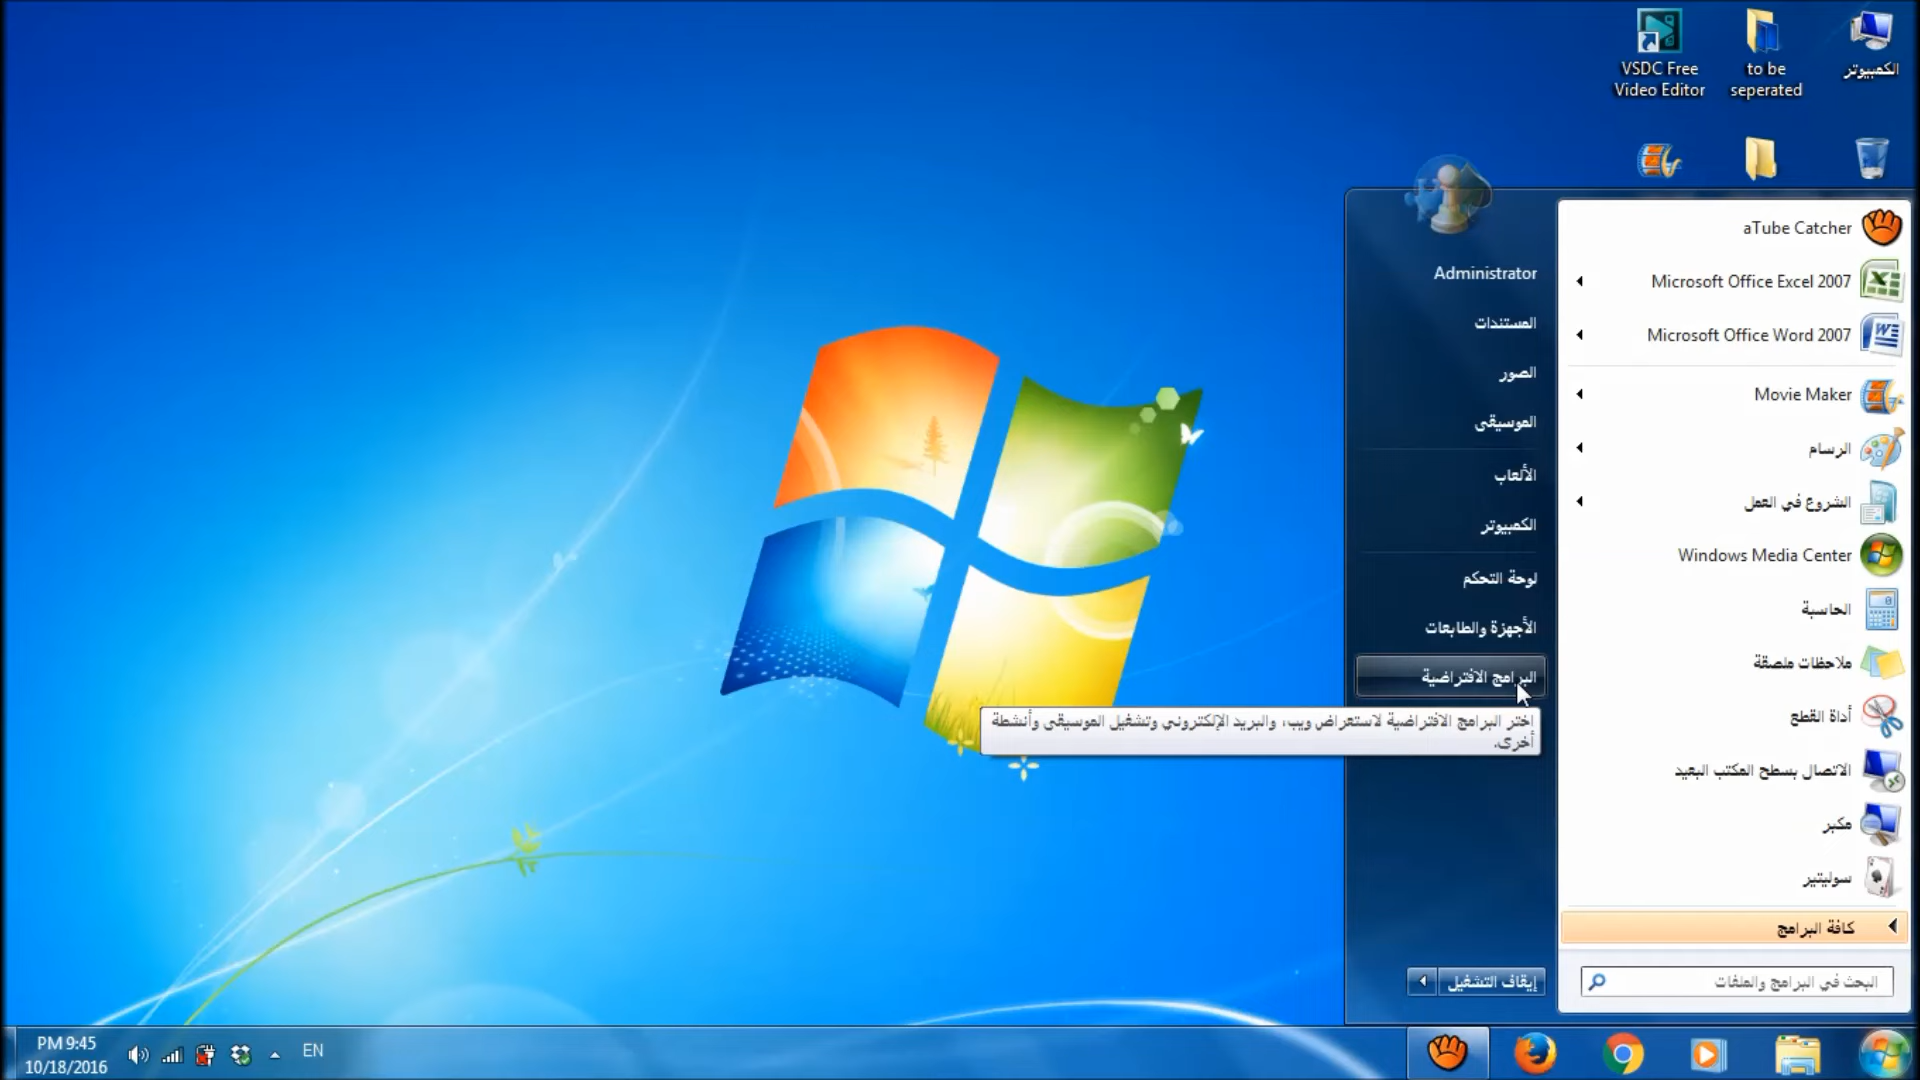 VSDC Free
Video Editor
to be
seperated
الكمبيوتر
aTube Catcher
Microsoft Office Excel 2007
Microsoft Office Word 2007
Movie Maker
الرسام
الشروع في العمل
Windows Media Center
الحاسبة
ملاحظات ملصقة
أداة القطع
الاتصال بسطح المكتب البعيد
مكبر
سوليتير
كافة البرامج
البحث في البرامج والملفات
Administrator
المستندات
الصور
الموسيقى
الألعاب
الكمبيوتر
لوحة التحكم
الأجهزة والطابعات
البرامج الافتراضية
اختر البرامج الافتراضية لاستعراض ويب، والبريد الإلكتروني وتشغيل الموسيقى وأنشطة
أخرى.
إيقاف التشغيل
EN
PM 9:45
10/18/2016